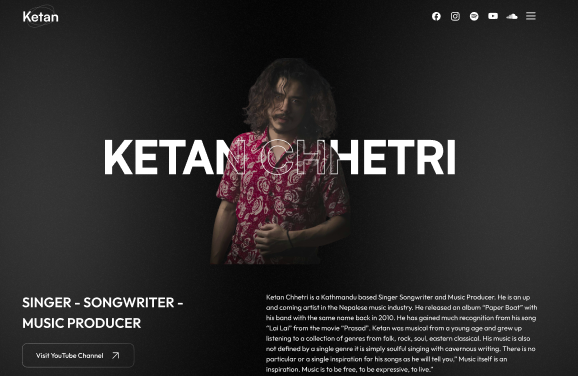 Ketan
KETAN CHHETRI
SINGER - SONGWRITER -
MUSIC PRODUCER
Visit YouTube Channel
Ketan Chhetri is a Kathmandu based Singer Songwriter and Music Producer. He is an up
and coming artist in the Nepalese music industry. He released an album "Paper Boat" with
his band with the same name back in 2010. He has gained much recognition from his song
"Lai Lai" from the movie "Prasad". Ketan was musical from a young age and grew up
listening to a collection of genres from folk, rock, soul, eastern classical. His music is also
not defined by a single genre it is simply soulful singing with cavernous writing. There is no
particular or a single inspiration for his songs as he will tell you," Music itself is an
inspiration. Music is to be free, to be expressive, to live."